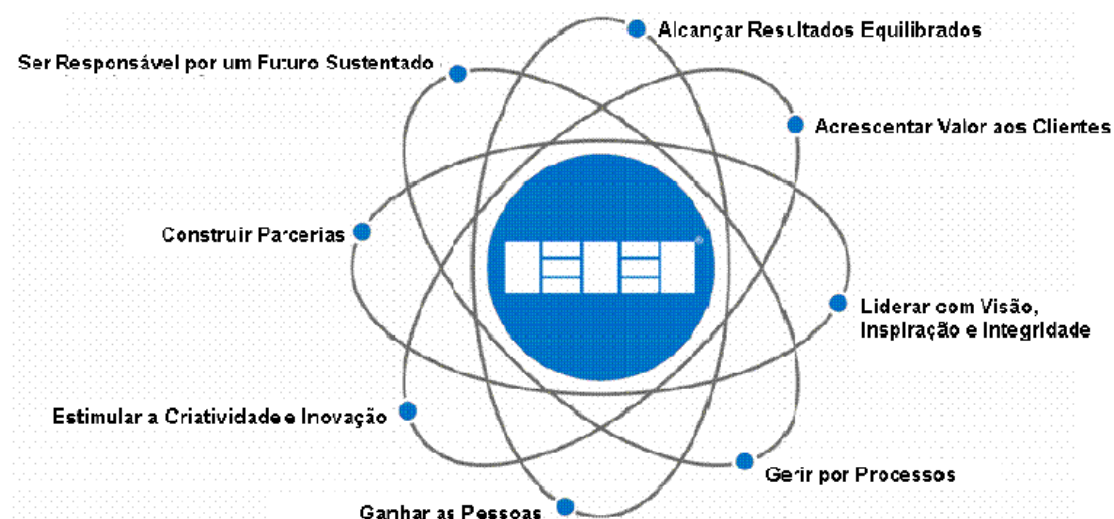 Alcançar Resultados Equilibrados
Ser Responsável por um Futuro Sustentado
Acrescentar Valor aos Clientes
Construir Parcerias
Liderar com Visão,
Inspiração e Integridade
Estimular a Criatividade e Inovação
Gerir por Processos
Ganhar as Pessoas